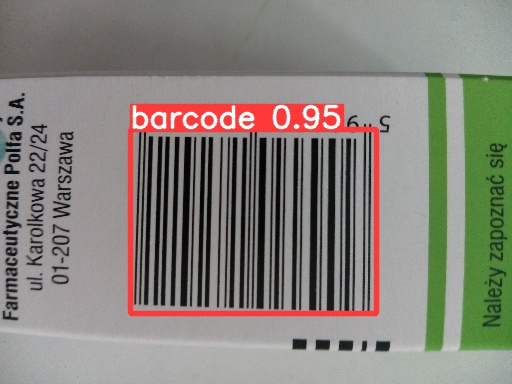 barcode 0.95
Farmaceutyczne Polfa S.A.
ul. Karolkowa 22/24
01-207 Warszawa
Należy zapoznać się